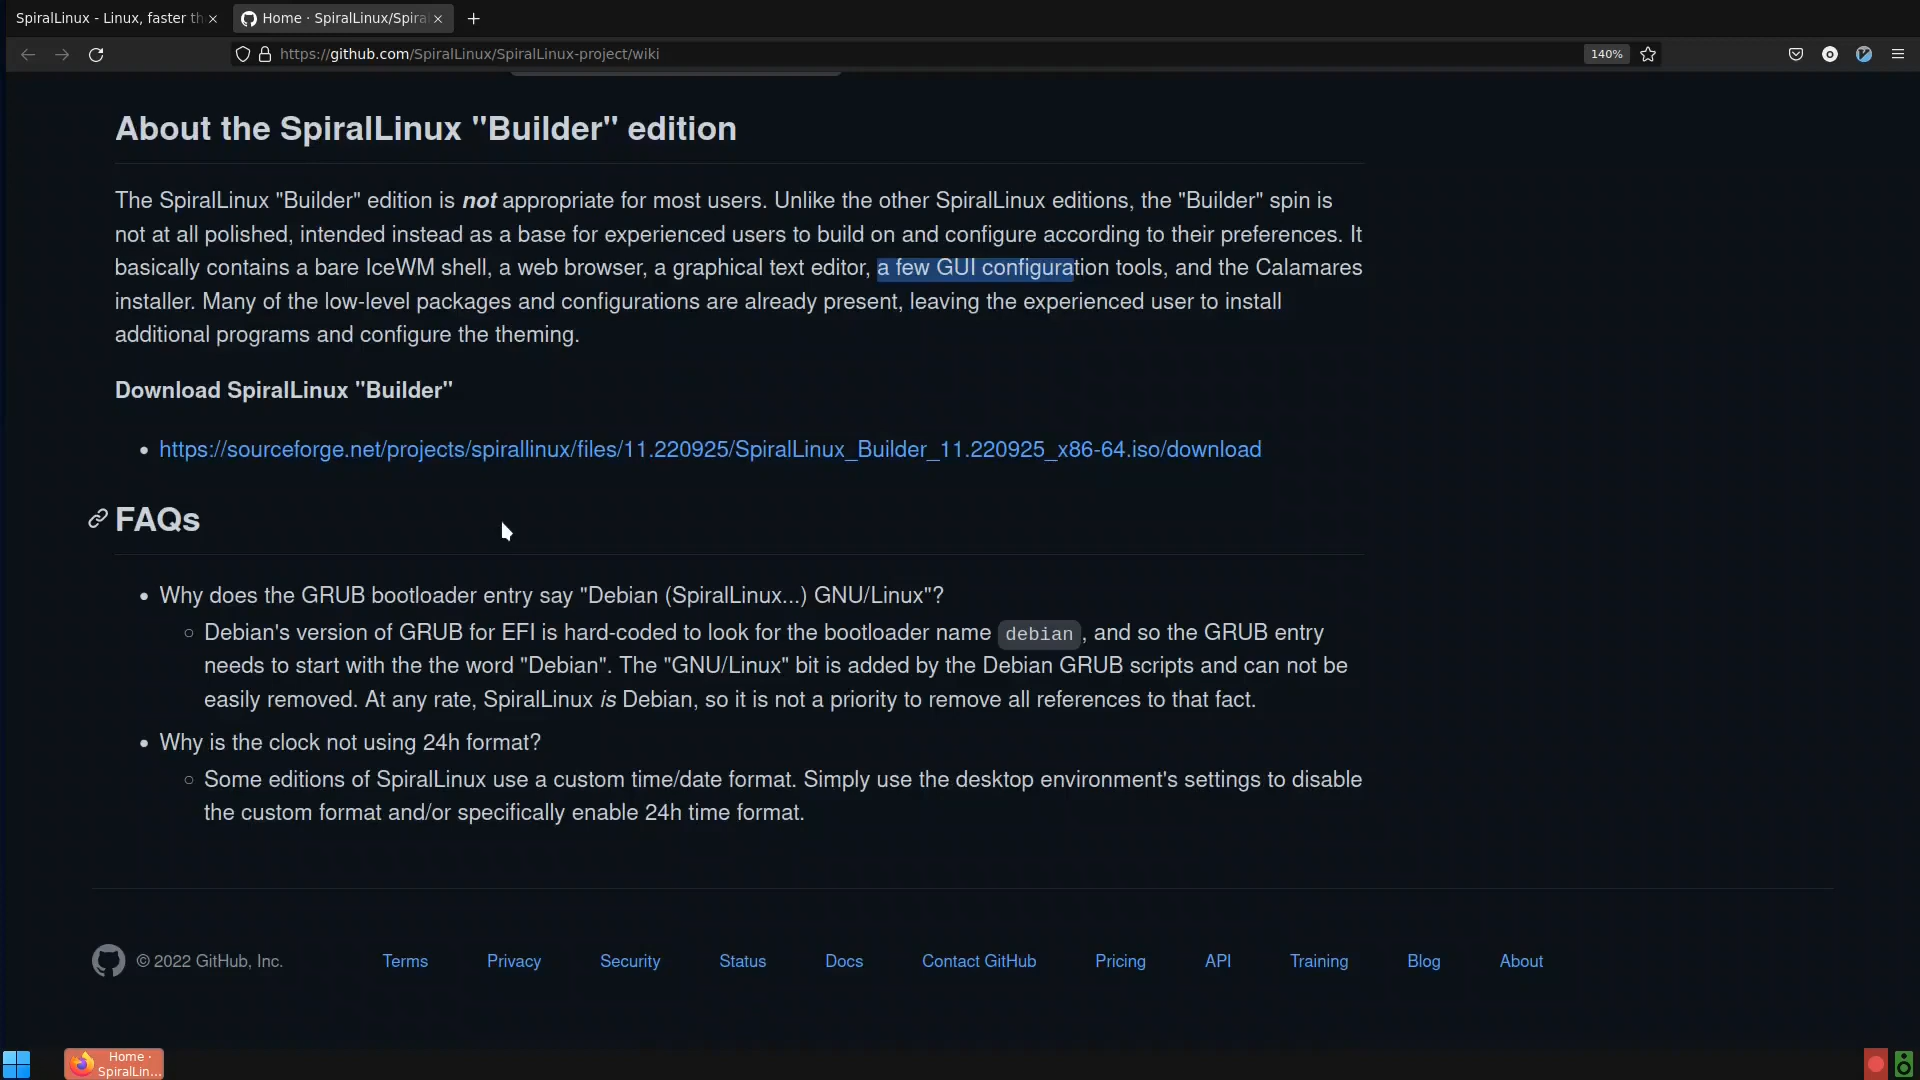 SpiralLinux - Linux, faster th
Home · SpiralLinux/Spiral
https://github.com/SpiralLinux/SpiralLinux-project/wiki
140%
About the SpiralLinux "Builder" edition
The SpiralLinux "Builder" edition is not appropriate for most users. Unlike the other SpiralLinux editions, the "Builder" spin is
not at all polished, intended instead as a base for experienced users to build on and configure according to their preferences. It
basically contains a bare IceWM shell, a web browser, a graphical text editor, a few GUI configuration tools, and the Calamares
installer. Many of the low-level packages and configurations are already present, leaving the experienced user to install
additional programs and configure the theming.
Download SpiralLinux "Builder"
• https://sourceforge.net/projects/spirallinux/files/11.220925/SpiralLinux_Builder_11.220925_x86-64.iso/download
FAQs
• Why does the GRUB bootloader entry say "Debian (SpiralLinux...) GNU/Linux"?
○ Debian's version of GRUB for EFI is hard-coded to look for the bootloader name debian, and so the GRUB entry
needs to start with the the word "Debian". The "GNU/Linux" bit is added by the Debian GRUB scripts and can not be
easily removed. At any rate, SpiralLinux is Debian, so it is not a priority to remove all references to that fact.
• Why is the clock not using 24h format?
○ Some editions of SpiralLinux use a custom time/date format. Simply use the desktop environment's settings to disable
the custom format and/or specifically enable 24h time format.
© 2022 GitHub, Inc. Terms Privacy Security Status Docs Contact GitHub Pricing API Training Blog About
Home ·
SpiralLin...